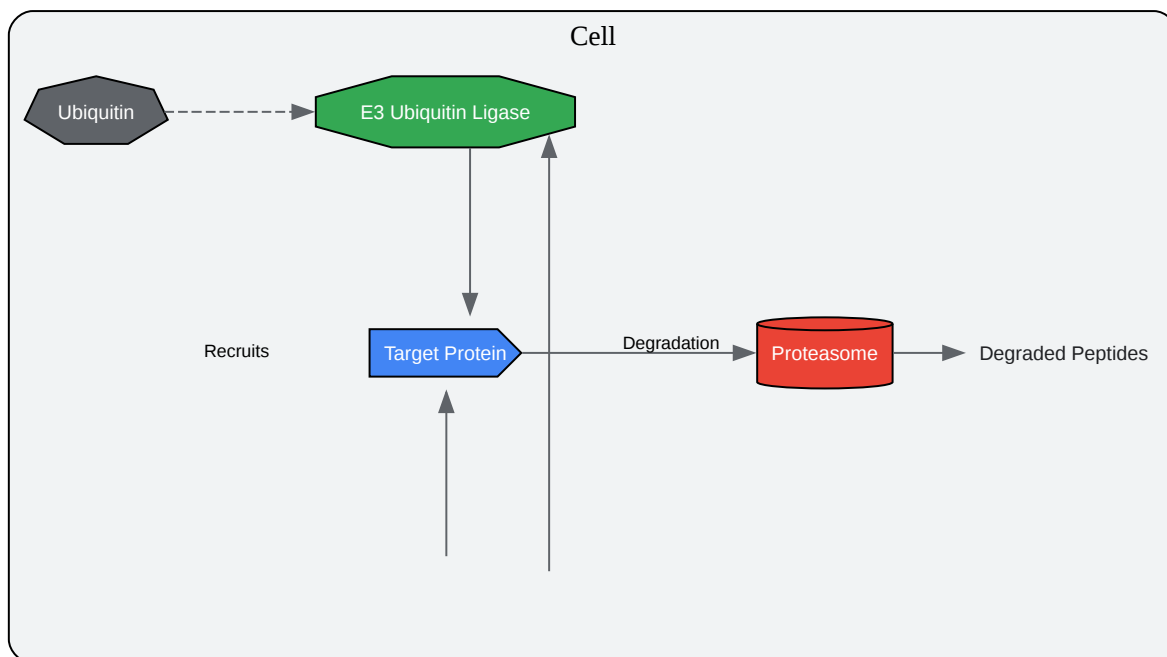 Cell
Ubiquitin
E3 Ubiquitin Ligase
Recruits
Target Protein
Degradation
Proteasome
Degraded Peptides